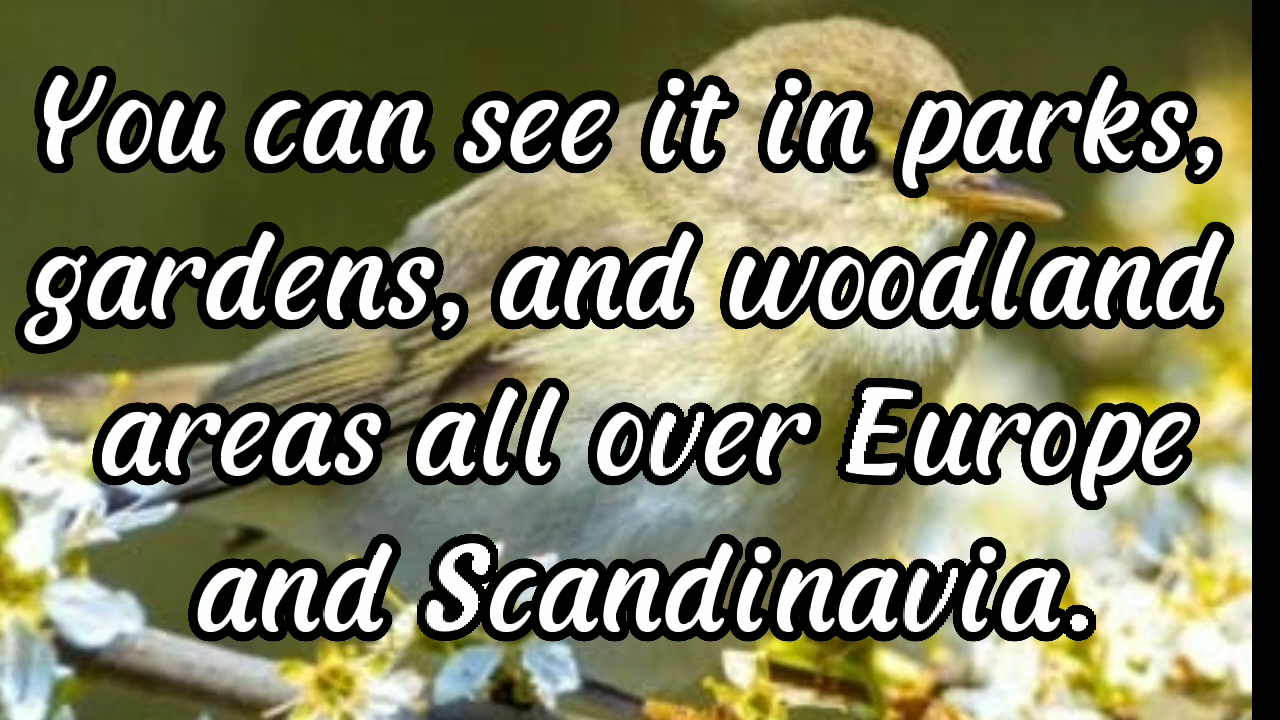 You can see it in parks,
gardens, and woodland
areas all over Europe
and Scandinavia.